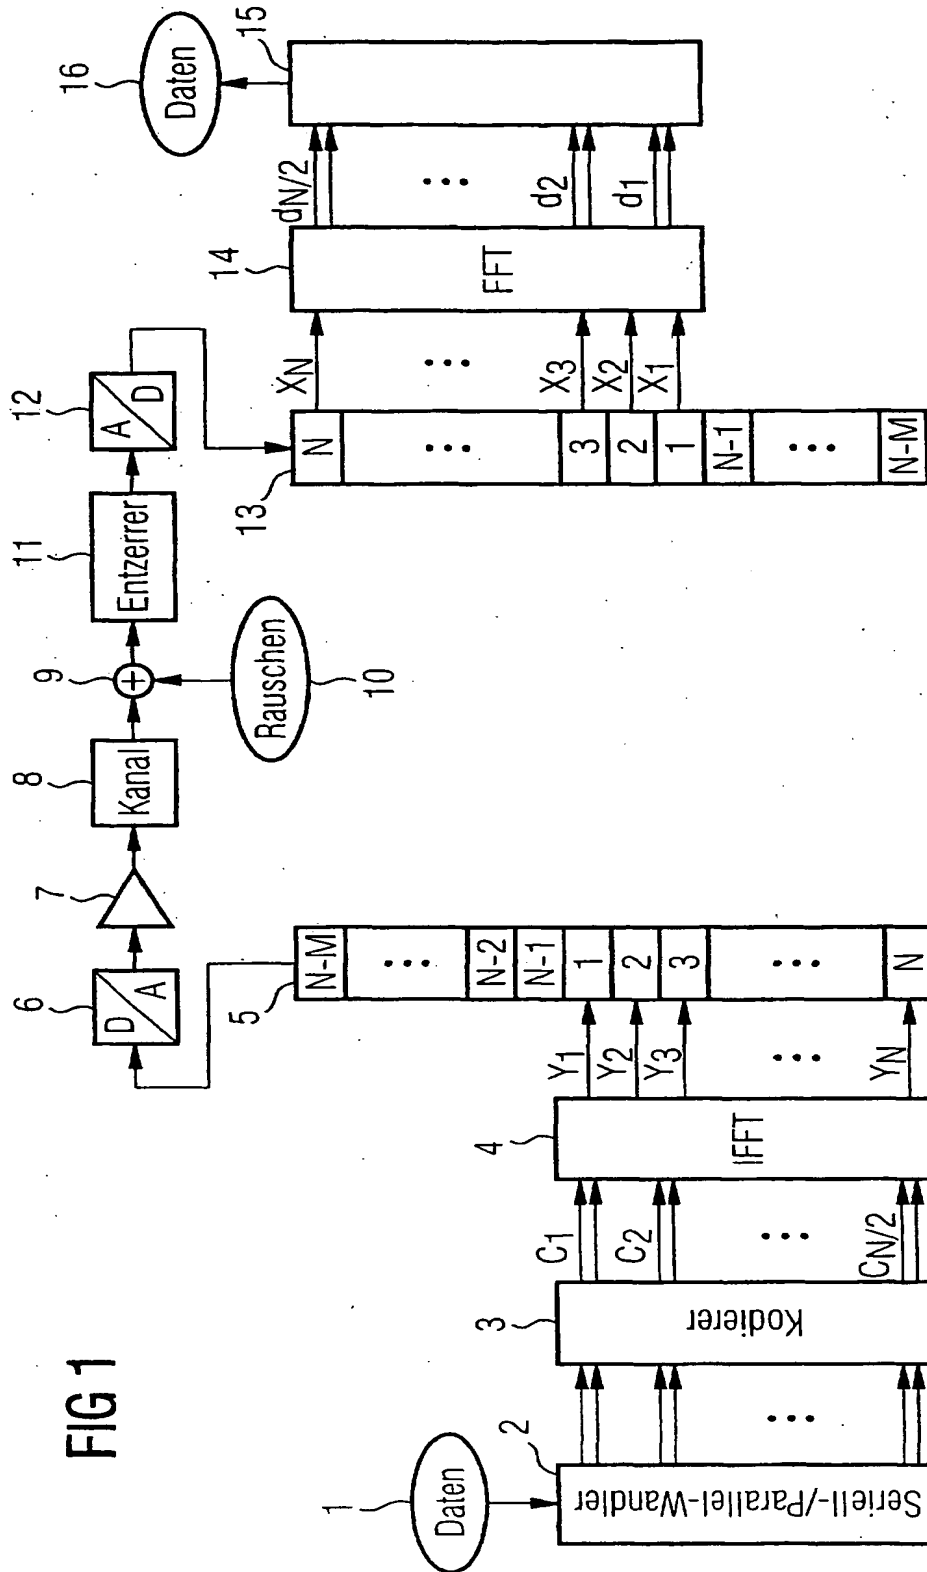 FIG 1
1
Daten
2
Seriell-/Parallel-Wandler
3
Kodierer
C1
C2
CN/2
4
IFFT
Y1
Y2
Y3
YN
5
N-M
N-2
N-1
1
2
3
N
6
D
A
7
8
Kanal
9
+
10
Rauschen
11
Entzerrer
12
A
D
13
N
3
2
1
N-1
N-M
XN
X3
X2
X1
14
FFT
dN/2
d2
d1
15
16
Daten